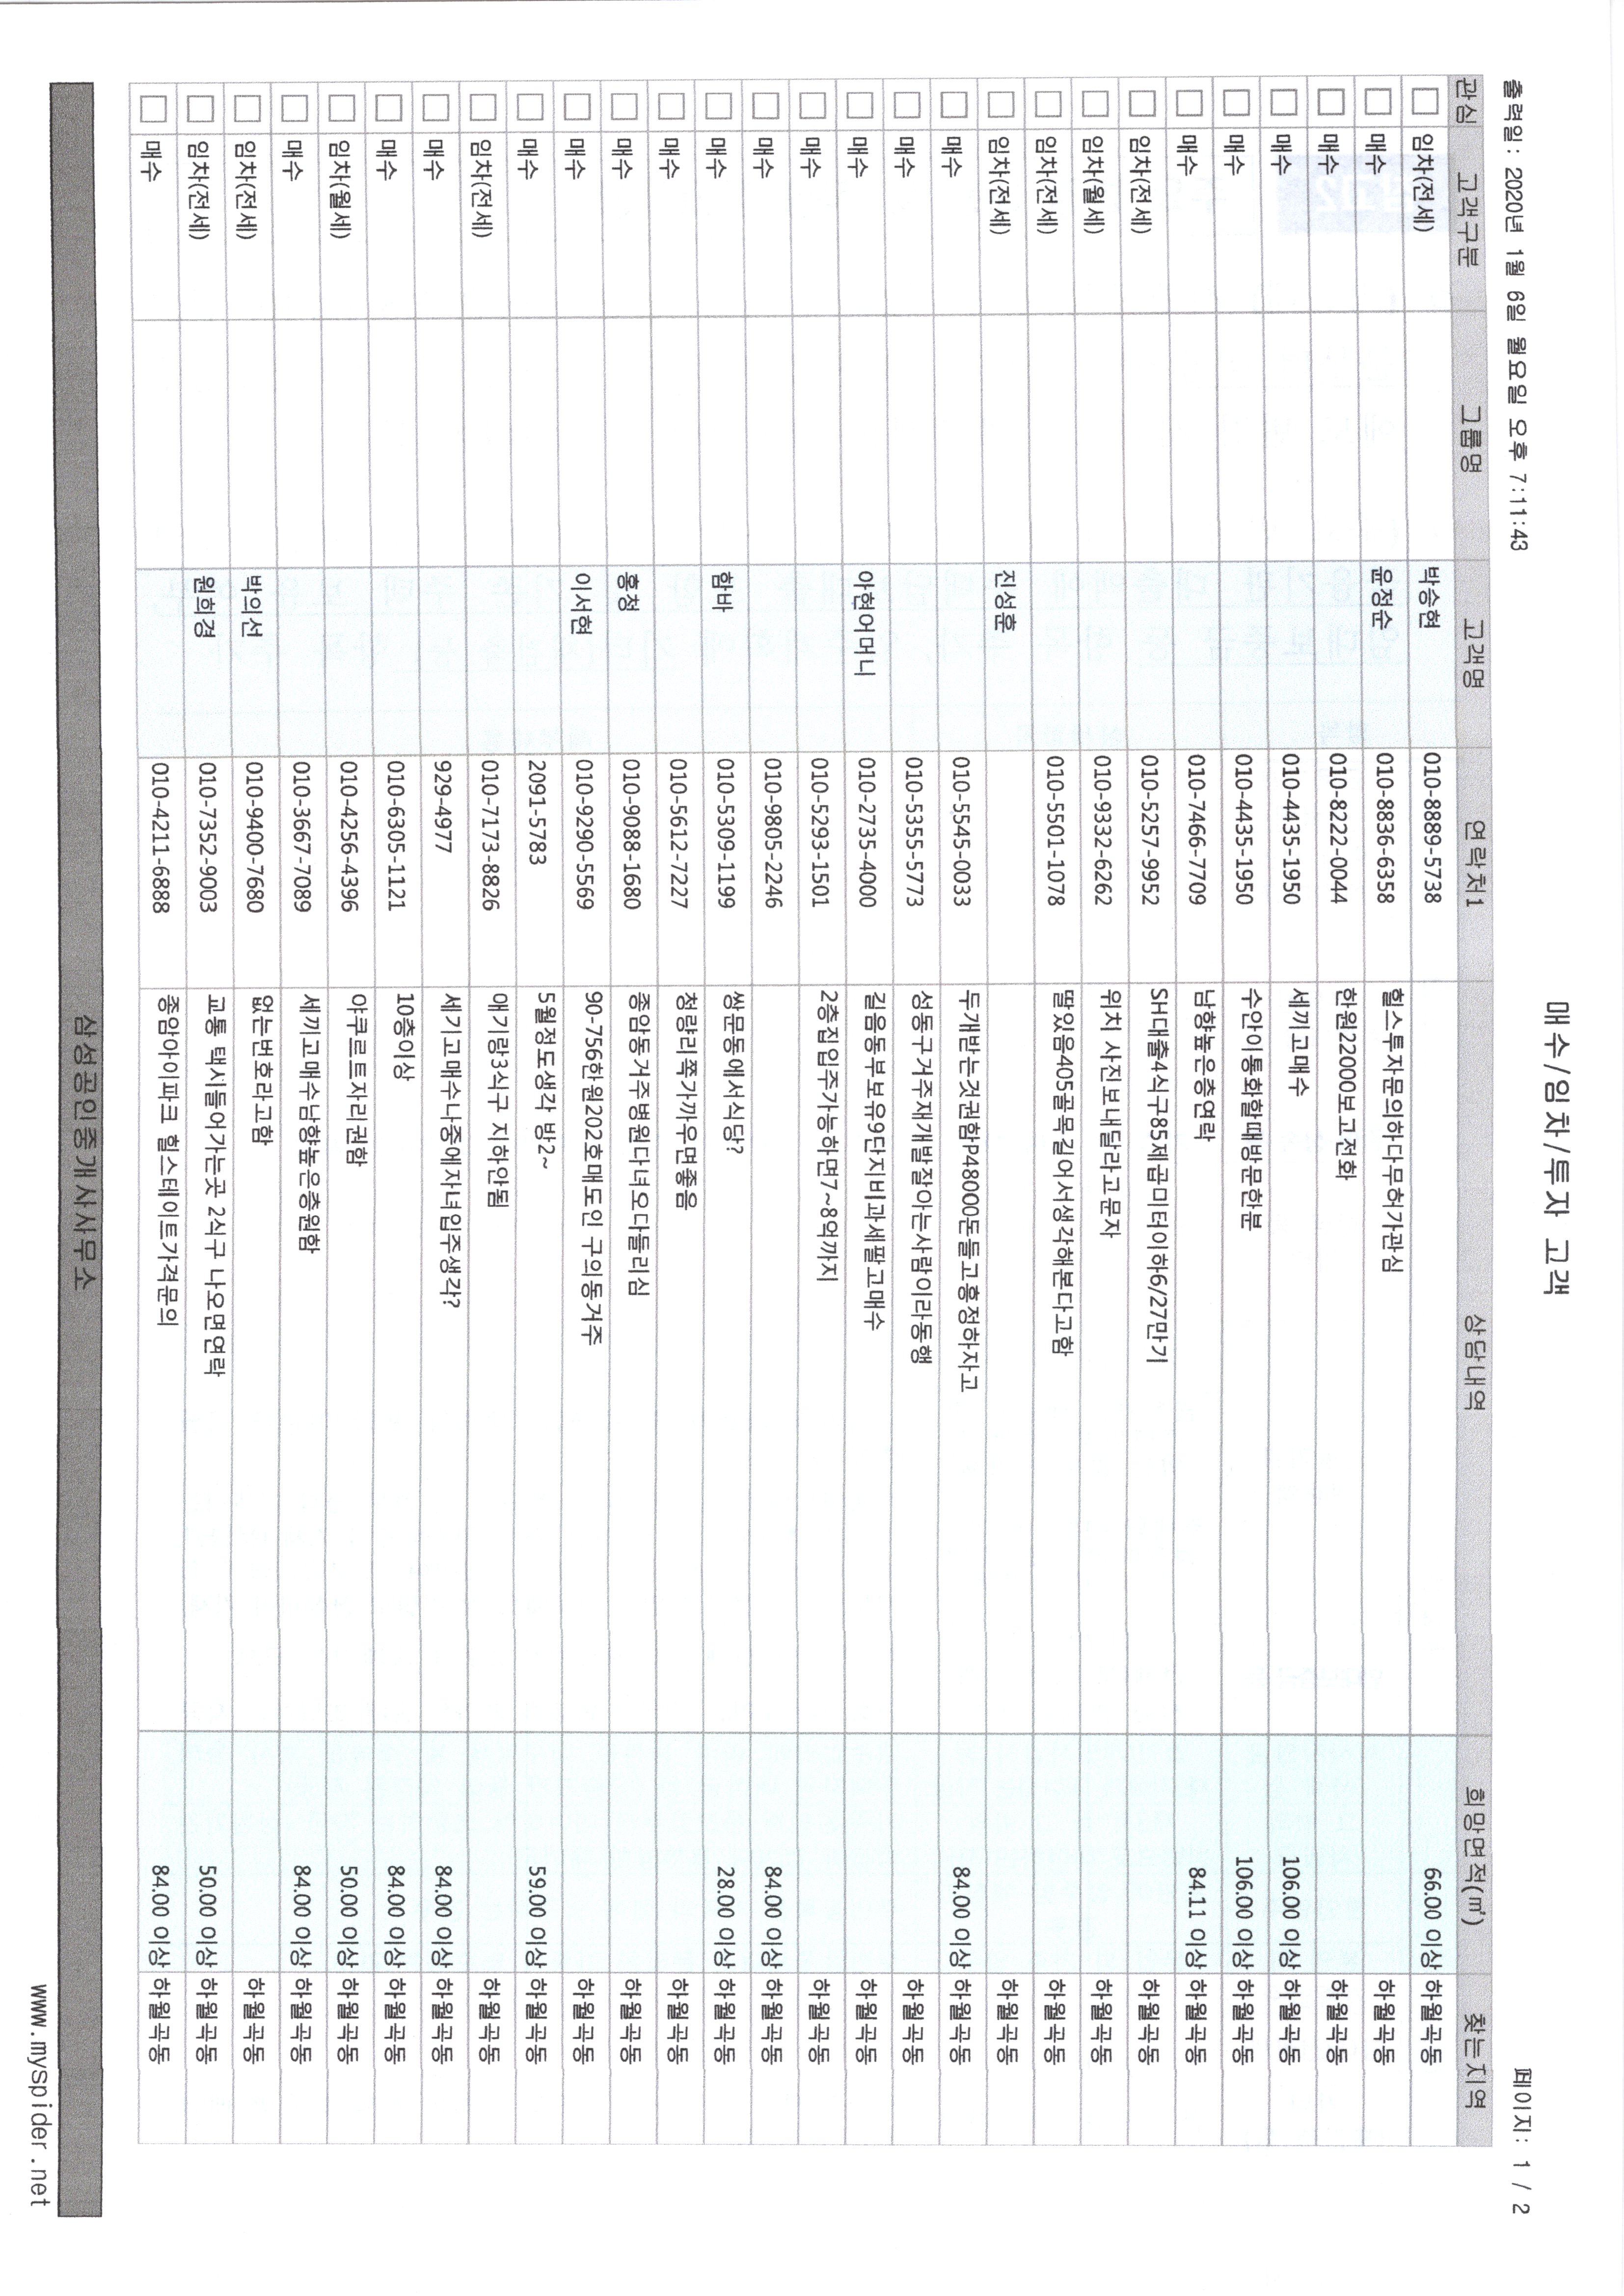 매수/임차/투자 고객
출력일: 2020년 1월 6일 월요일 오후 7:11:43
페이지: 1 / 2
관심 고객구분 그룹명 고객명 연락처1 상담내역 희망면적(㎡) 찾는지역
임차(전세) 박승현 010-8889-5738 66.00 이상 하월곡동
매수 윤정순 010-8836-6358 힐스투자문의하다무허가관심 하월곡동
매수 010-8222-0044 한원22000보고전화 하월곡동
매수 010-4435-1950 세끼고매수 106.00 이상 하월곡동
매수 010-4435-1950 수안이통화할때방문한분 106.00 이상 하월곡동
매수 010-7466-7709 남향높은층연락 84.11 이상 하월곡동
임차(전세) 010-5257-9952 SH대출4식구85제곱미터이하6/27만기 하월곡동
임차(월세) 010-9332-6262 위치 사진보내달라고문자 하월곡동
임차(전세) 010-5501-1078 딸있음405골목길어서생각해본다고함 하월곡동
임차(전세) 진성훈 하월곡동
매수 010-5545-0033 두개받는것권함P48000돈들고흥정하자고 84.00 이상 하월곡동
매수 010-5355-5773 성동구거주재개발잘아는사람이라동행 하월곡동
매수 아현어머니 010-2735-4000 길음동부보유9단지비과세팔고매수 하월곡동
매수 010-5293-1501 2층집입주가능하면7~8억까지 하월곡동
매수 010-9805-2246 84.00 이상 하월곡동
매수 함바 010-5309-1199 쌍문동에서식당? 28.00 이상 하월곡동
매수 010-5612-7227 청량리쪽가까우면좋음 하월곡동
매수 홍청 010-9088-1680 종암동거주병원다녀오다들리심 하월곡동
매수 이서현 010-9290-5569 90-756한원202호매도인 구의동거주 하월곡동
매수 2091-5783 5월정도생각 방2~ 59.00 이상 하월곡동
임차(전세) 010-7173-8826 애기랑3식구 지하안됨 하월곡동
매수 929-4977 세기고매수나중에자녀입주생각? 84.00 이상 하월곡동
매수 010-6305-1121 10층이상 84.00 이상 하월곡동
임차(월세) 010-4256-4396 야쿠르트자리권함 50.00 이상 하월곡동
매수 010-3667-7089 세끼고매수남향높은층원함 84.00 이상 하월곡동
임차(전세) 박의선 010-9400-7680 없는번호라고함 하월곡동
임차(전세) 원희경 010-7352-9003 교통 택시들어가는곳 2식구 나오면연락 50.00 이상 하월곡동
매수 010-4211-6888 종암아이파크 힐스테이트가격문의 84.00 이상 하월곡동
삼성공인중개사사무소
www.myspider.net